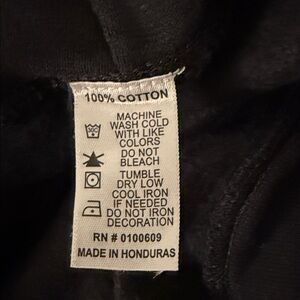 100% COTTON
MACHINE
WASH COLD
WITH LIKE
COLORS
DO NOT
BLEACH
TUMBLE
DRY LOW
COOL IRON
IF NEEDED
DO NOT IRON
DECORATION
RN # 0100609
MADE IN HONDURAS